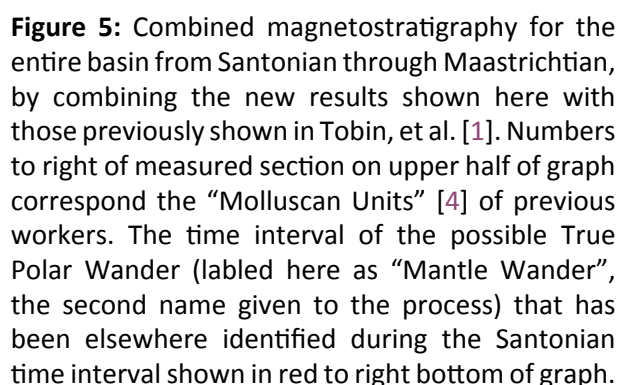 Figure 5: Combined magnetostratigraphy for the
entire basin from Santonian through Maastrichtian,
by combining the new results shown here with
those previously shown in Tobin, et al. [1]. Numbers
to right of measured section on upper half of graph
correspond the “Molluscan Units” [4] of previous
workers. The time interval of the possible True
Polar Wander (labled here as “Mantle Wander”,
the second name given to the process) that has
been elsewhere identified during the Santonian
time interval shown in red to right bottom of graph.